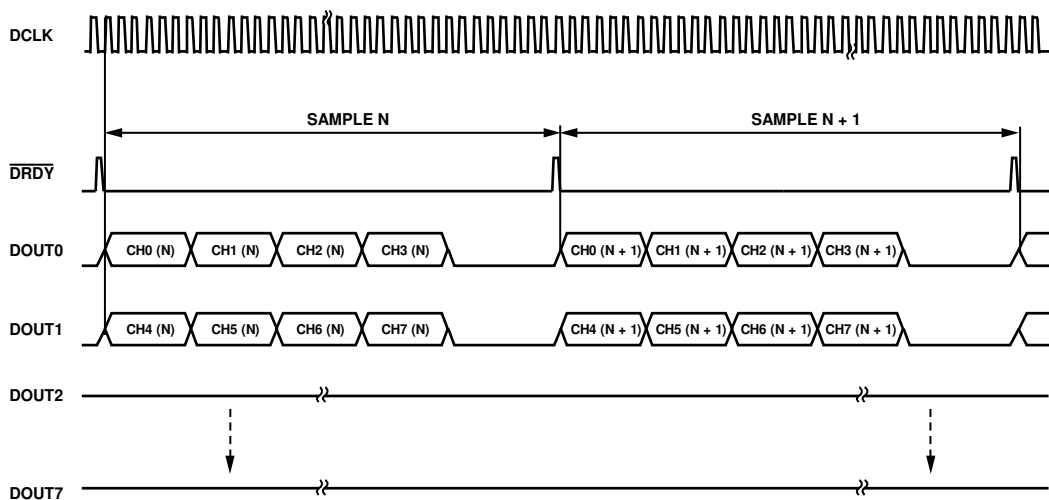 DCLK
SAMPLE N SAMPLE N + 1
DRDY
DOUT0 CH0 (N) CH1 (N) CH2 (N) CH3 (N) CH0 (N + 1) CH1 (N + 1) CH2 (N + 1) CH3 (N + 1)
DOUT1 CH4 (N) CH5 (N) CH6 (N) CH7 (N) CH4 (N + 1) CH5 (N + 1) CH6 (N + 1) CH7 (N + 1)
DOUT2
DOUT7